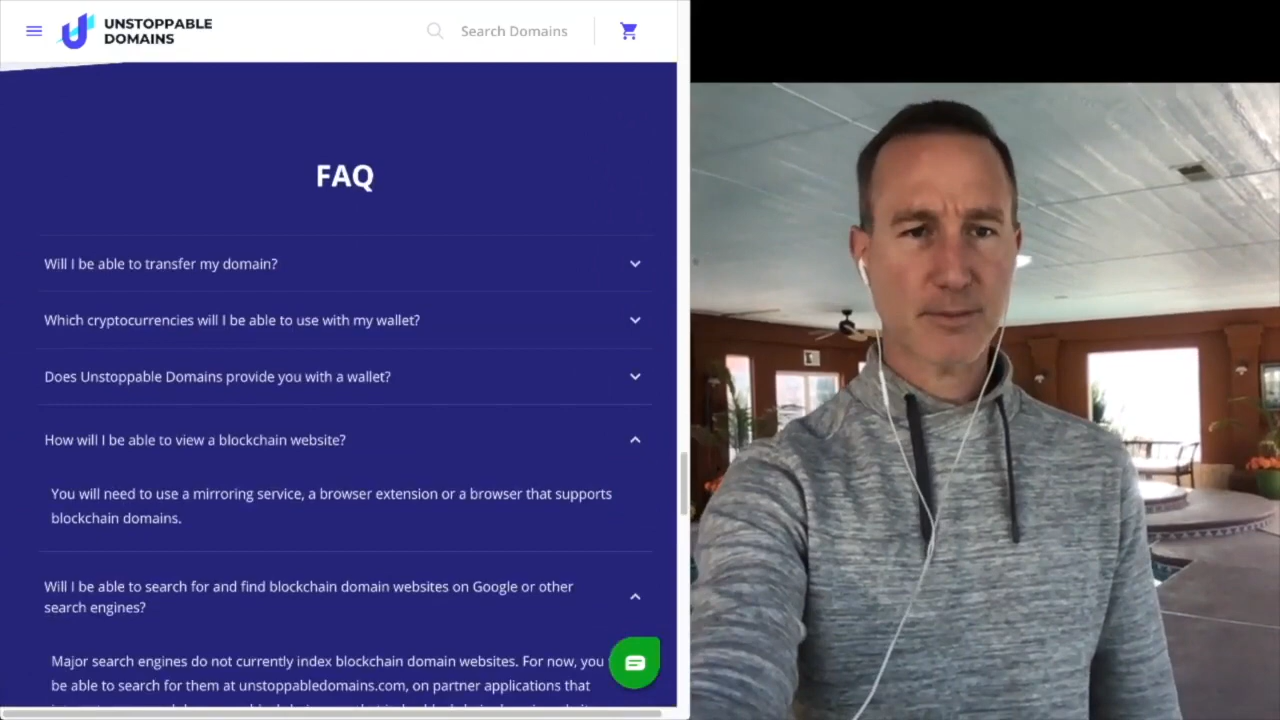 UNSTOPPABLE
DOMAINS
Search Domains
FAQ
Will I be able to transfer my domain?
Which cryptocurrencies will I be able to use with my wallet?
Does Unstoppable Domains provide you with a wallet?
How will I be able to view a blockchain website?
You will need to use a mirroring service, a browser extension or a browser that supports
blockchain domains.
Will I be able to search for and find blockchain domain websites on Google or other
search engines?
Major search engines do not currently index blockchain domain websites. For now, you
be able to search for them at unstoppabledomains.com, on partner applications that